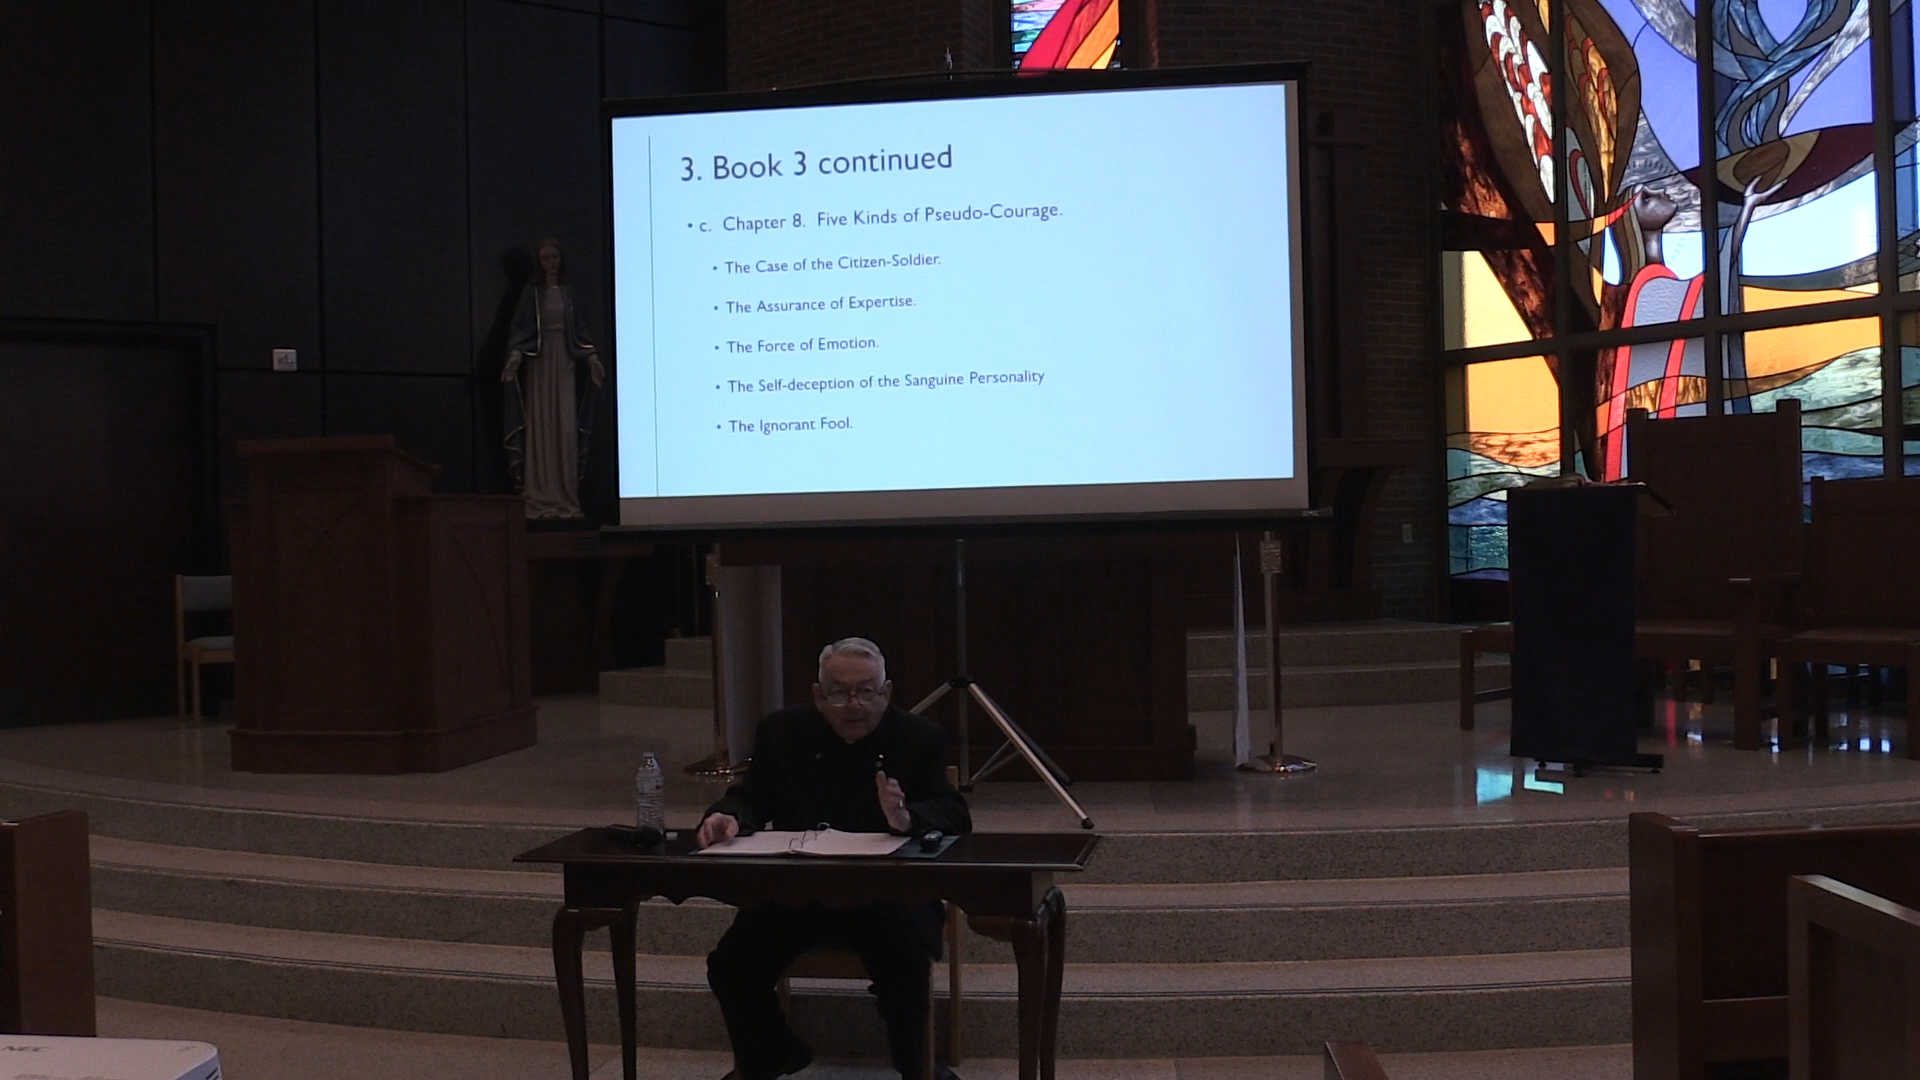 3. Book 3 continued
• c. Chapter 8. Five Kinds of Pseudo-Courage.
• The Case of the Citizen-Soldier.
• The Assurance of Expertise.
• The Force of Emotion.
• The Self-deception of the Sanguine Personality
• The Ignorant Fool.
NEC